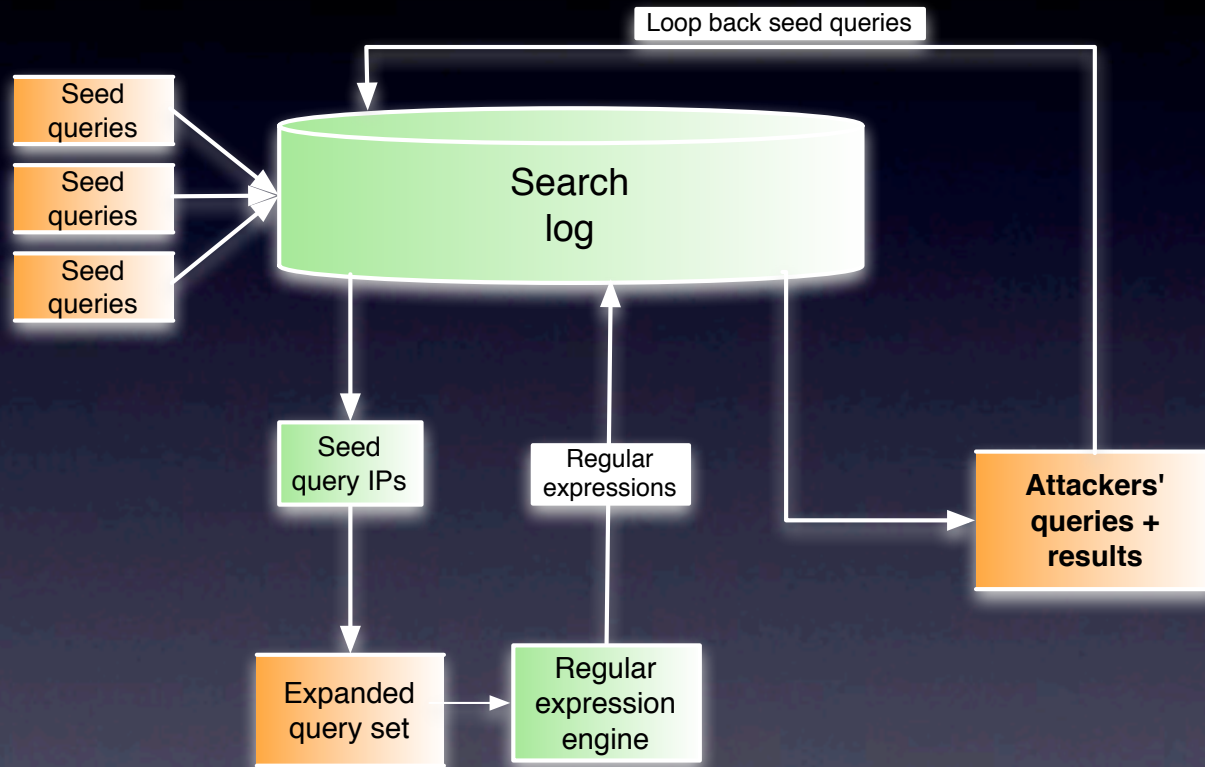 Loop back seed queries
Seed
queries
Seed
queries
Seed
queries
Search
log
Seed
query IPs
Regular
expressions
Attackers'
queries +
results
Expanded
query set
Regular
expression
engine